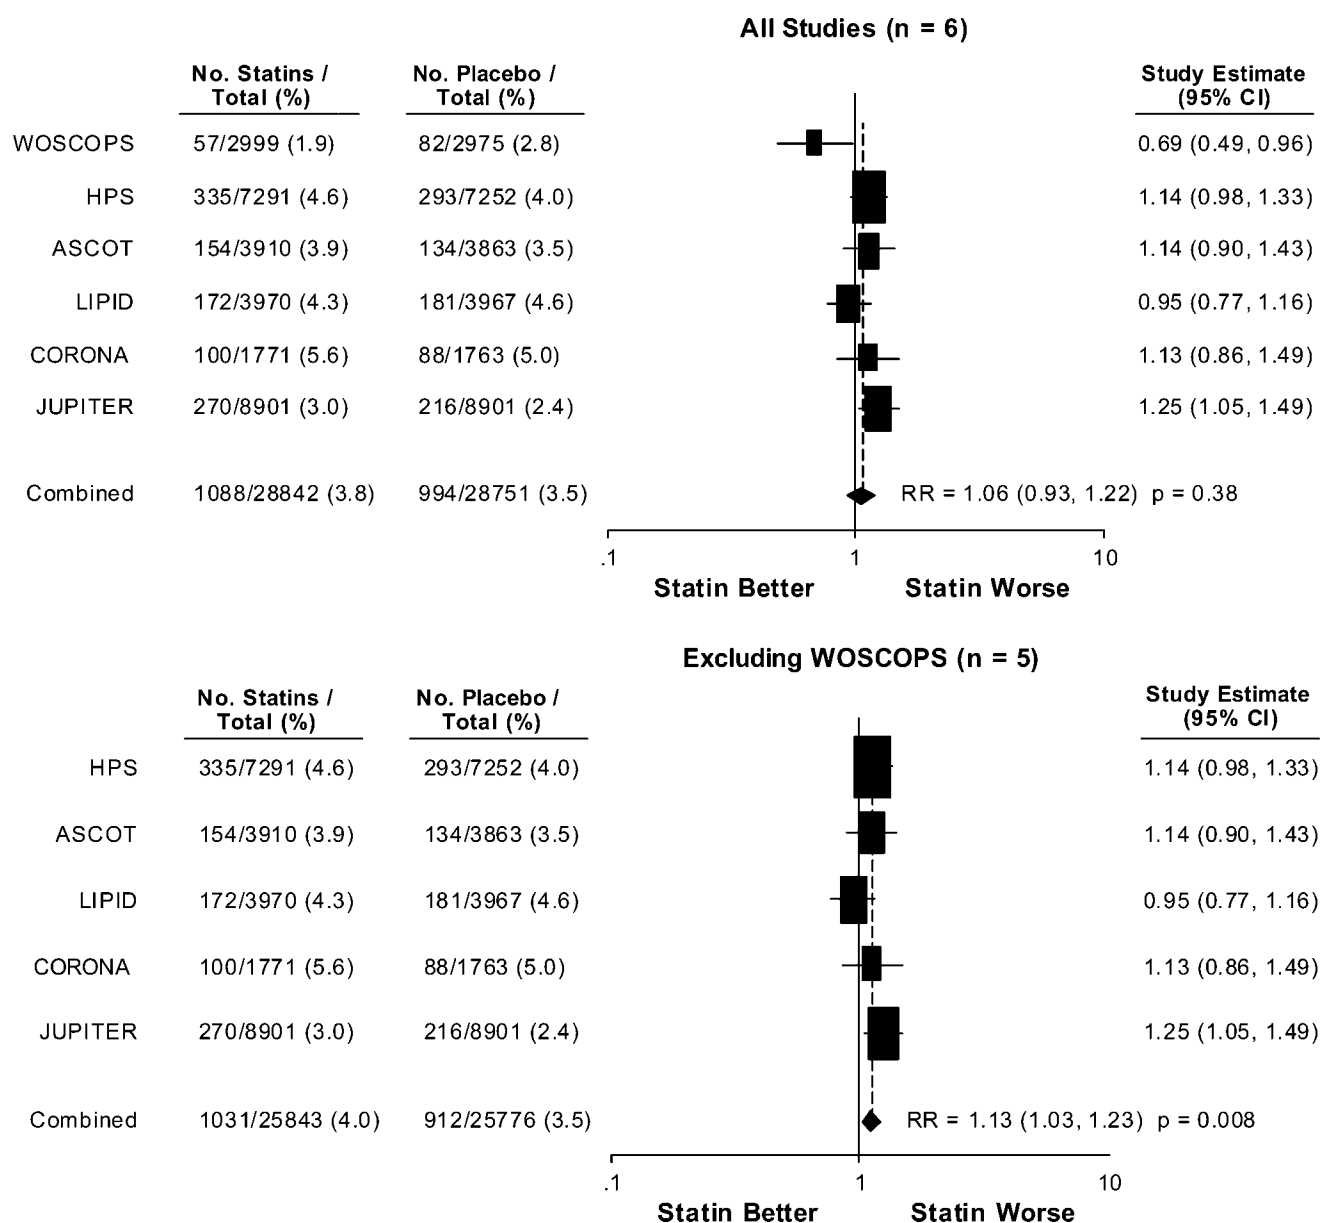 All Studies (n = 6)
No. Statins / No. Placebo / Study Estimate
Total (%) Total (%) (95% CI)
WOSCOPS 57/2999 (1.9) 82/2975 (2.8) 0.69 (0.49, 0.96)
HPS 335/7291 (4.6) 293/7252 (4.0) 1.14 (0.98, 1.33)
ASCOT 154/3910 (3.9) 134/3863 (3.5) 1.14 (0.90, 1.43)
LIPID 172/3970 (4.3) 181/3967 (4.6) 0.95 (0.77, 1.16)
CORONA 100/1771 (5.6) 88/1763 (5.0) 1.13 (0.86, 1.49)
JUPITER 270/8901 (3.0) 216/8901 (2.4) 1.25 (1.05, 1.49)
Combined 1088/28842 (3.8) 994/28751 (3.5) RR = 1.06 (0.93, 1.22) p = 0.38
.1 1 10
Statin Better Statin Worse
Excluding WOSCOPS (n = 5)
No. Statins / No. Placebo / Study Estimate
Total (%) Total (%) (95% CI)
HPS 335/7291 (4.6) 293/7252 (4.0) 1.14 (0.98, 1.33)
ASCOT 154/3910 (3.9) 134/3863 (3.5) 1.14 (0.90, 1.43)
LIPID 172/3970 (4.3) 181/3967 (4.6) 0.95 (0.77, 1.16)
CORONA 100/1771 (5.6) 88/1763 (5.0) 1.13 (0.86, 1.49)
JUPITER 270/8901 (3.0) 216/8901 (2.4) 1.25 (1.05, 1.49)
Combined 1031/25843 (4.0) 912/25776 (3.5) RR = 1.13 (1.03, 1.23) p = 0.008
.1 1 10
Statin Better Statin Worse